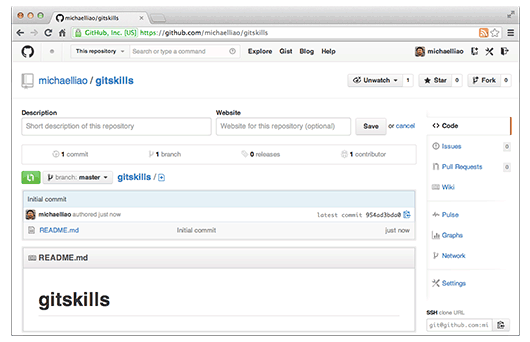 michaelliao/gitskills
GitHub, Inc. [US] https://github.com/michaelliao/gitskills
This repository Search or type a command Explore Gist Blog Help michaelliao
michaelliao / gitskills
Unwatch 1 Star 0 Fork 0
Description
Short description of this repository
Website
Website for this repository (optional)
Save or cancel
1 commit 1 branch 0 releases 1 contributor
branch: master gitskills /
Initial commit
michaelliao authored just now latest commit 954ad3bda0
README.md Initial commit just now
README.md
gitskills
Code
Issues 0
Pull Requests 0
Wiki
Pulse
Graphs
Network
Settings
SSH clone URL
git@github.com:mi